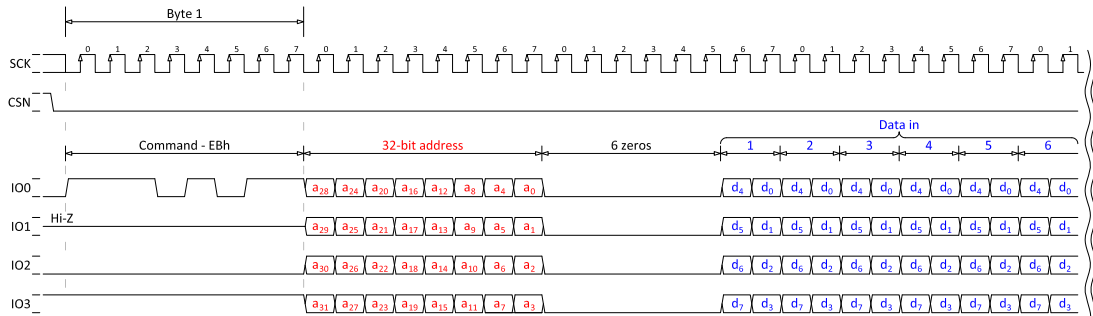 Byte 1
0 1 2 3 4 5 6 7 0 1 2 3 4 5 6 7 0 1 2 3 4 5 6 7 0 1 2 3 4 5 6 7 0 1
SCK
CSN
Data in
Command - EBh 32-bit address 6 zeros 1 2 3 4 5 6
IO0 a28 a24 a20 a16 a12 a8 a4 a0 d4 d0 d4 d0 d4 d0 d4 d0 d4 d0 d4 d0
Hi-Z
IO1 a29 a25 a21 a17 a13 a9 a5 a1 d5 d1 d5 d1 d5 d1 d5 d1 d5 d1 d5 d1
IO2 a30 a26 a22 a18 a14 a10 a6 a2 d6 d2 d6 d2 d6 d2 d6 d2 d6 d2 d6 d2
IO3 a31 a27 a23 a19 a15 a11 a7 a3 d7 d3 d7 d3 d7 d3 d7 d3 d7 d3 d7 d3